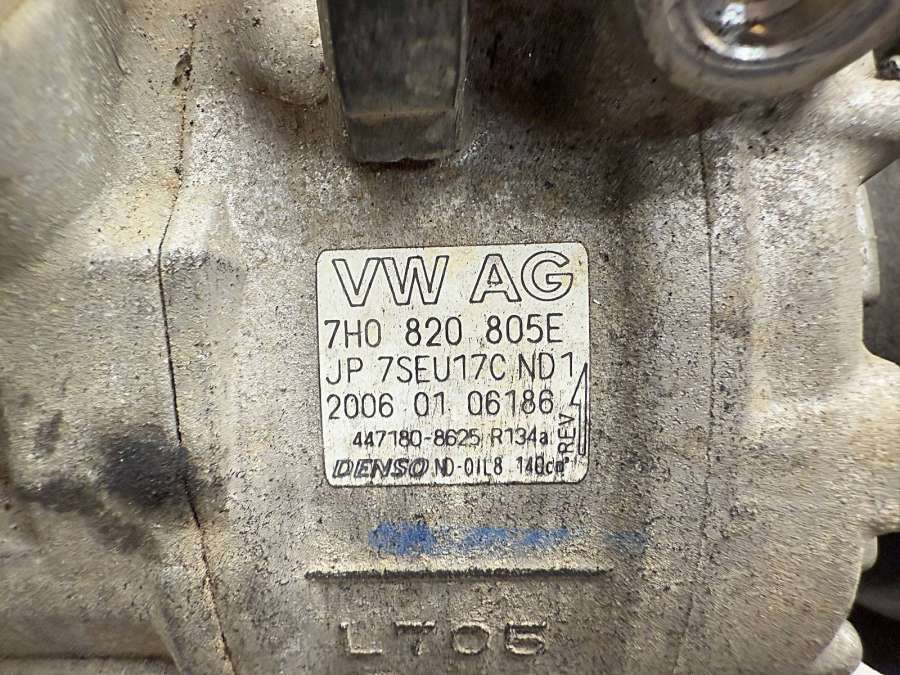 VW AG
7H0 820 805E
JP 7SEU17C ND1
2006 01 06186
447180-8625 R134a
REV
DENSO ND-OIL8 140cm³
L705